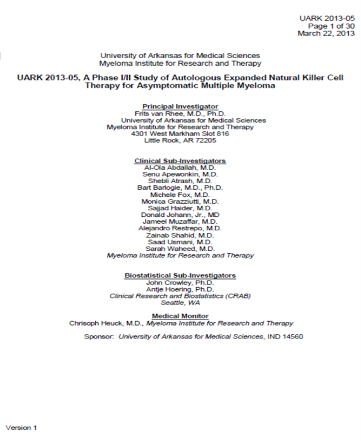 UARK 2013-05
Page 1 of 30
March 22, 2013
University of Arkansas for Medical Sciences
Myeloma Institute for Research and Therapy
UARK 2013-05, A Phase I/II Study of Autologous Expanded Natural Killer Cell
Therapy for Asymptomatic Multiple Myeloma
Principal Investigator
Frits van Rhee, M.D., Ph.D.
University of Arkansas for Medical Sciences
Myeloma Institute for Research and Therapy
4301 West Markham Slot 816
Little Rock, AR 72205
Clinical Sub-Investigators
Al-Ola Abdallah, M.D.
Senu Apewonkin, M.D.
Shebli Atrash, M.D.
Bart Barlogie, M.D., Ph.D.
Michele Fox, M.D.
Monica Grazziutti, M.D.
Sajjad Haider, M.D.
Donald Johann, Jr., MD
Jameel Muzaffar, M.D.
Alejandro Restrepo, M.D.
Zainab Shahid, M.D.
Saad Usmani, M.D.
Sarah Waheed, M.D.
Myeloma Institute for Research and Therapy
Biostatistical Sub-Investigators
John Crowley, Ph.D.
Antje Hoering, Ph.D.
Clinical Research and Biostatistics (CRAB)
Seattle, WA
Medical Monitor
Chrisoph Heuck, M.D., Myeloma Institute for Research and Therapy
Sponsor: University of Arkansas for Medical Sciences, IND 14560
Version 1